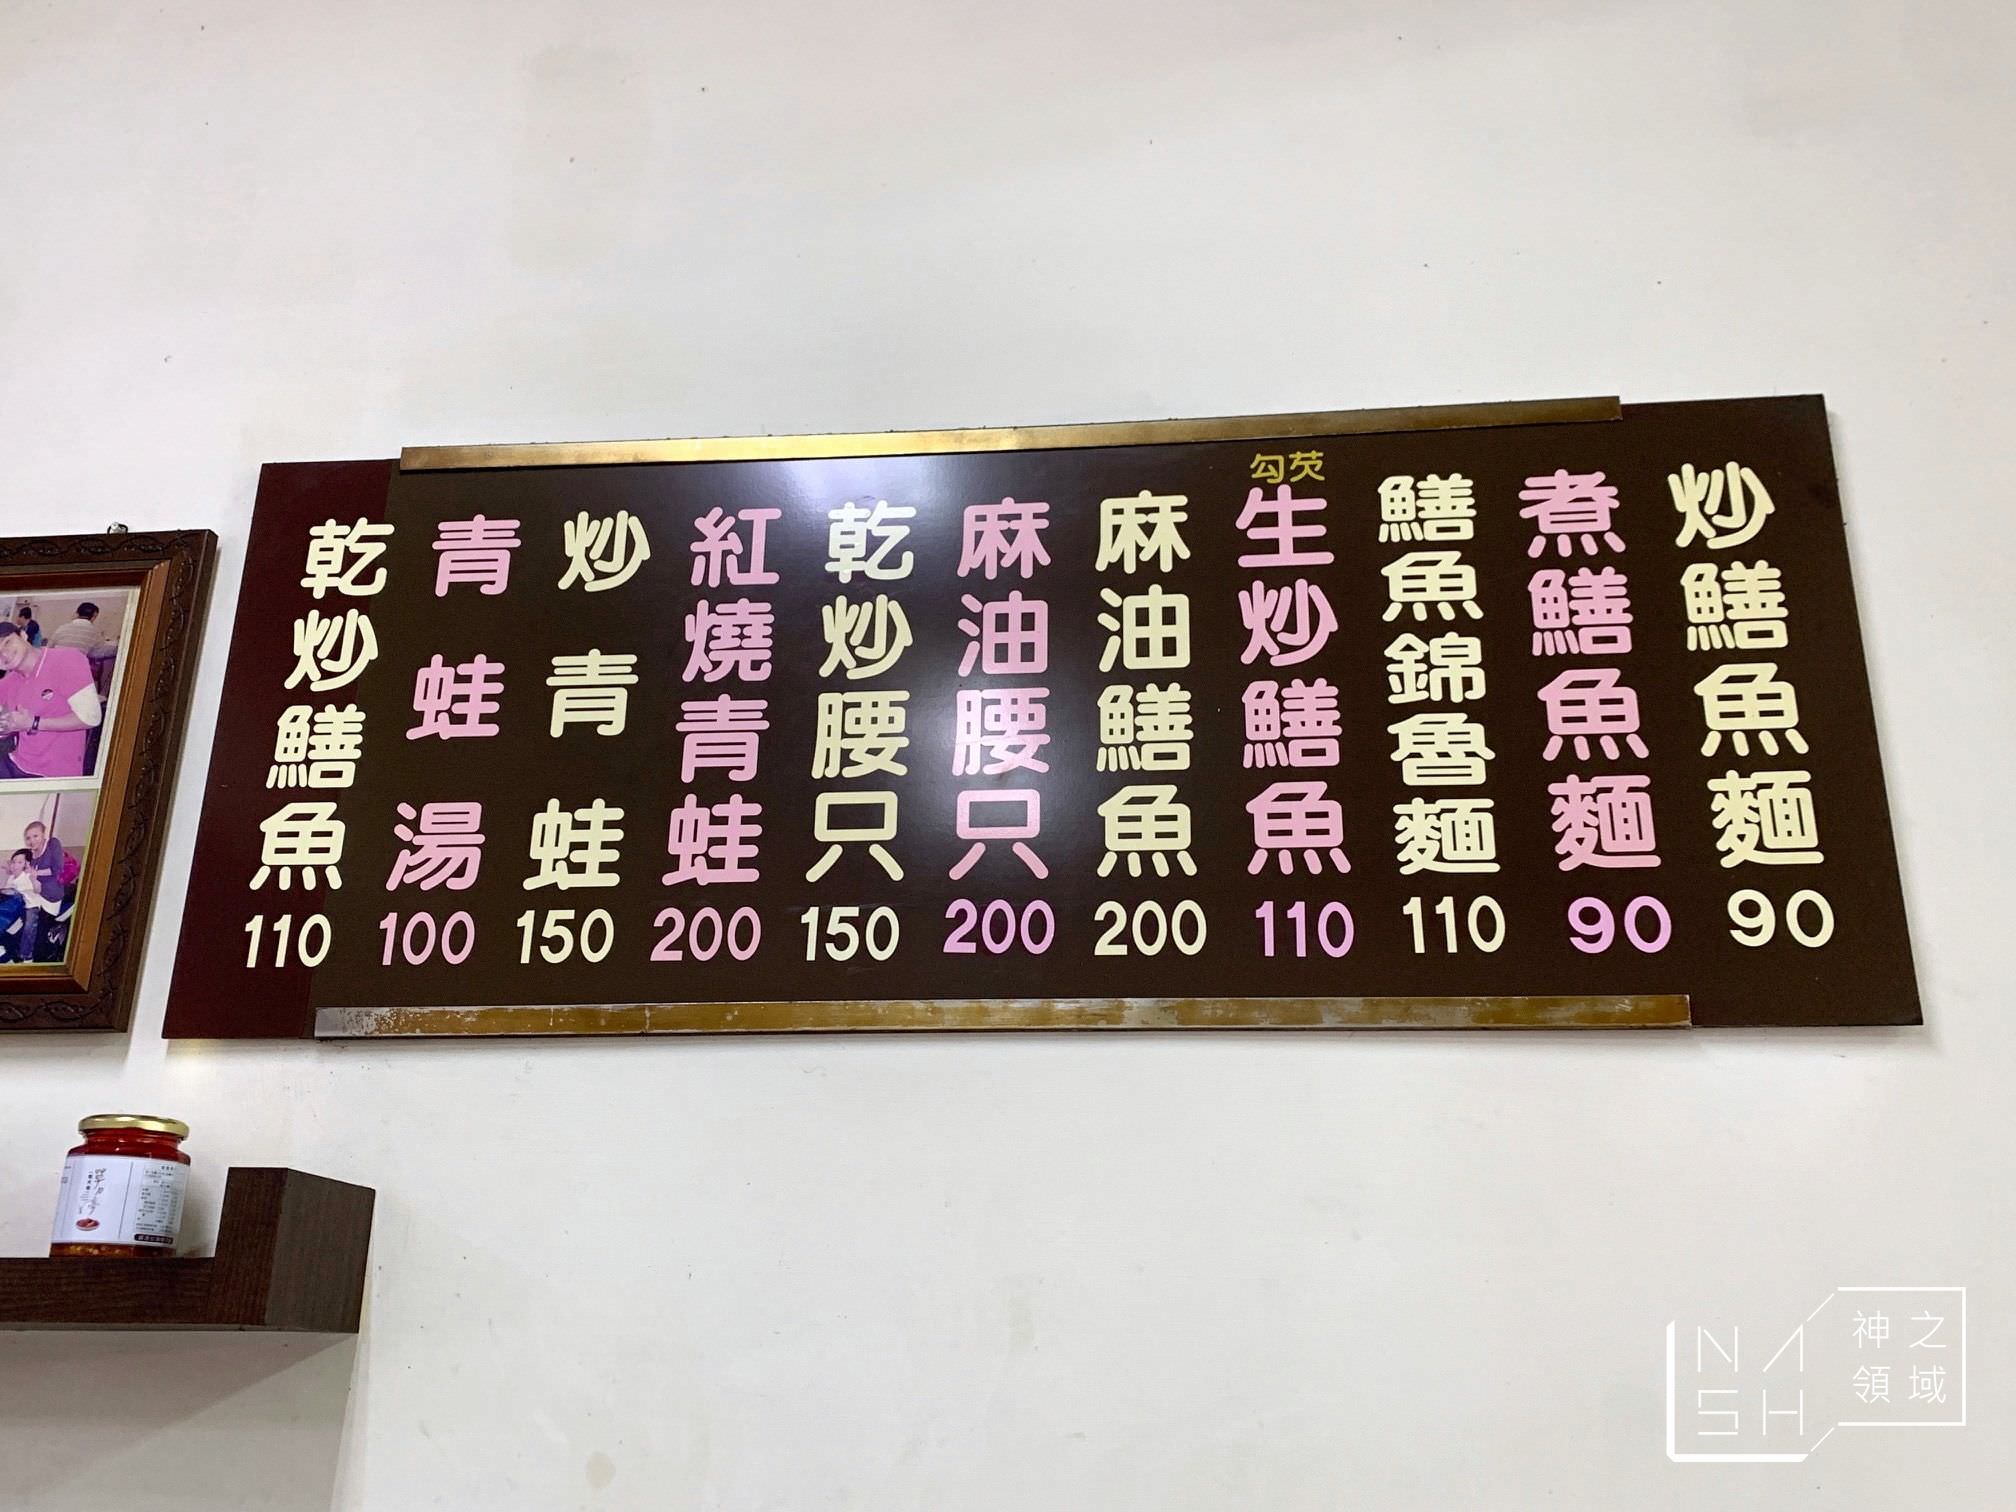 炒鱔魚麵 90
煮鱔魚麵 90
鱔魚錦魯麵 110
勾芡
生炒鱔魚 110
麻油鱔魚 200
麻油腰只 200
乾炒腰只 150
紅燒青蛙 200
炒青蛙 150
青蛙湯 100
乾炒鱔魚 110
NASH
神之領域